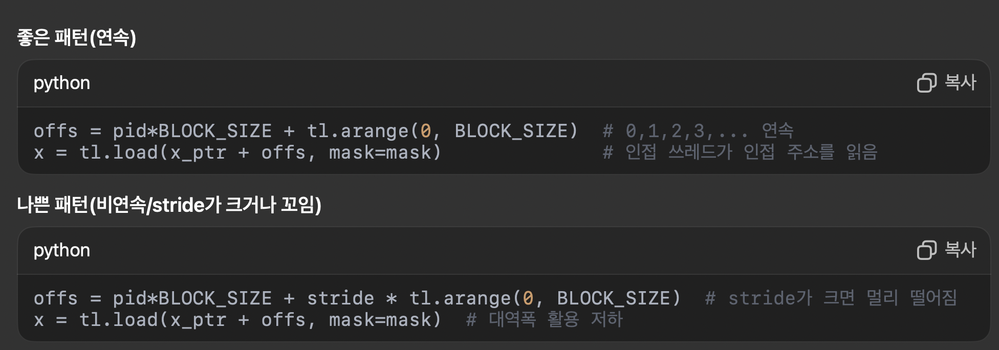 좋은 패턴(연속)
python
복사
offs = pid*BLOCK_SIZE + tl.arange(0, BLOCK_SIZE)  # 0,1,2,3,... 연속
x = tl.load(x_ptr + offs, mask=mask)              # 인접 쓰레드가 인접 주소를 읽음
나쁜 패턴(비연속/stride가 크거나 꼬임)
python
복사
offs = pid*BLOCK_SIZE + stride * tl.arange(0, BLOCK_SIZE)  # stride가 크면 멀리 떨어짐
x = tl.load(x_ptr + offs, mask=mask)  # 대역폭 활용 저하